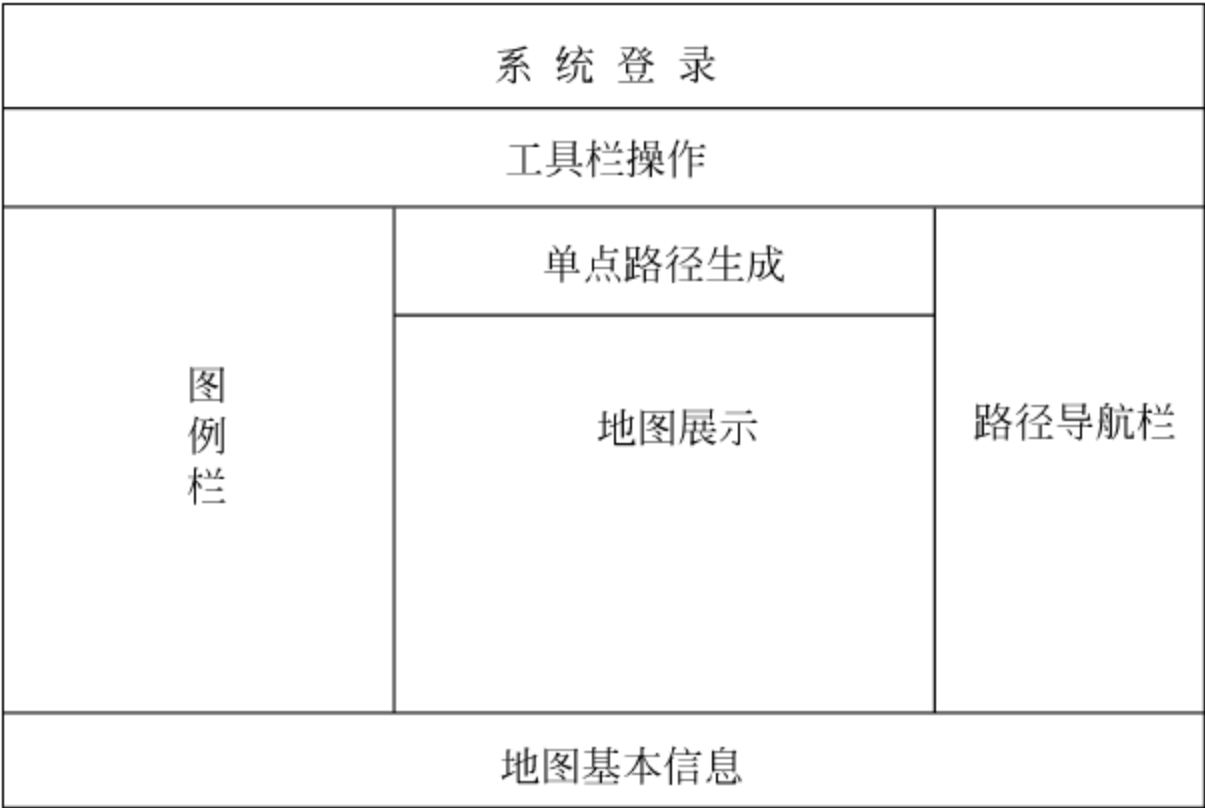 系 统 登 录
工具栏操作
单点路径生成
图
例
栏
地图展示
路径导航栏
地图基本信息